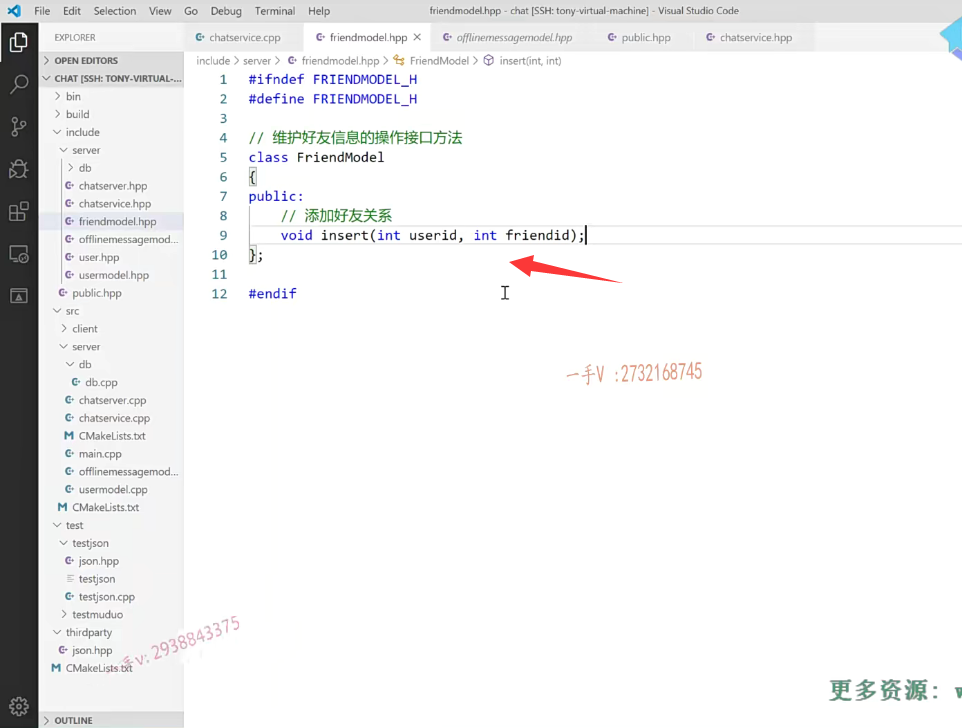 File Edit Selection View Go Debug Terminal Help friendmodel.hpp - chat [SSH: tony-virtual-machine] - Visual Studio Code
EXPLORER
OPEN EDITORS
CHAT [SSH: TONY-VIRTUAL-...
bin
build
include
server
db
chatserver.hpp
chatservice.hpp
friendmodel.hpp
offlinemessagemod...
user.hpp
usermodel.hpp
public.hpp
src
client
server
db
db.cpp
chatserver.cpp
chatservice.cpp
CMakeLists.txt
main.cpp
offlinemessagemod...
usermodel.cpp
CMakeLists.txt
test
testjson
json.hpp
testjson
testjson.cpp
testmuduo
thirdparty
json.hpp
CMakeLists.txt
OUTLINE
chatservice.cpp friendmodel.hpp offlinemessagemodel.hpp public.hpp chatservice.hpp
include > server > friendmodel.hpp > FriendModel > insert(int, int)
1 #ifndef FRIENDMODEL_H
2 #define FRIENDMODEL_H
3
4 // 维护好友信息的操作接口方法
5 class FriendModel
6 {
7 public:
8 // 添加好友关系
9 void insert(int userid, int friendid);
10 };
11
12 #endif
一手V :2732168745
手v: 2938843375
更多资源: